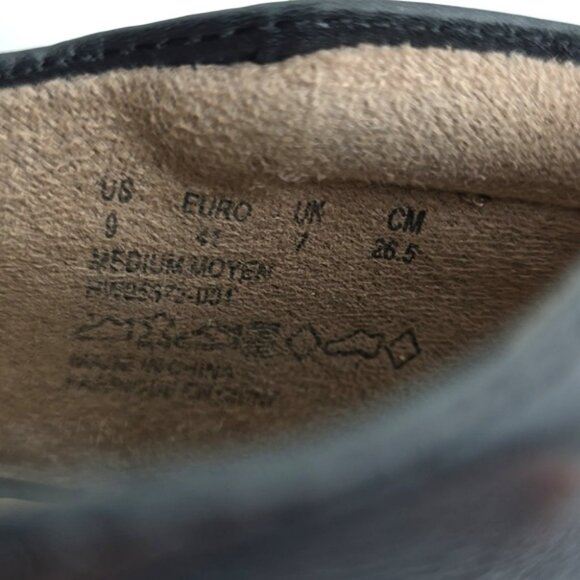 US EURO UK CM
9 41 7 26.5
MEDIUM MOYEN
MADE IN CHINA
FABRIQUE EN CHINE